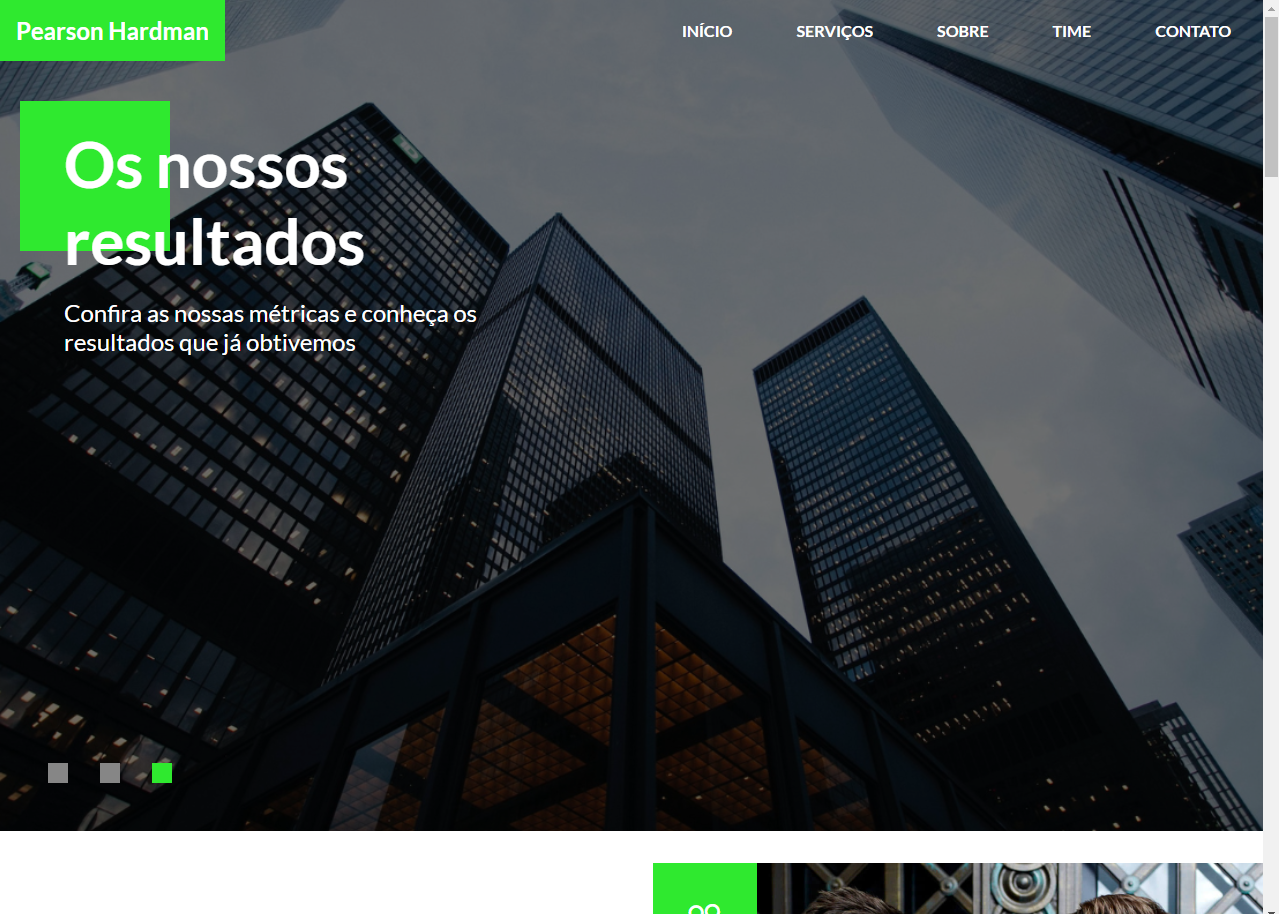 Pearson Hardman
INÍCIO
SERVIÇOS
SOBRE
TIME
CONTATO
Os nossos
resultados
Confira as nossas métricas e conheça os
resultados que já obtivemos